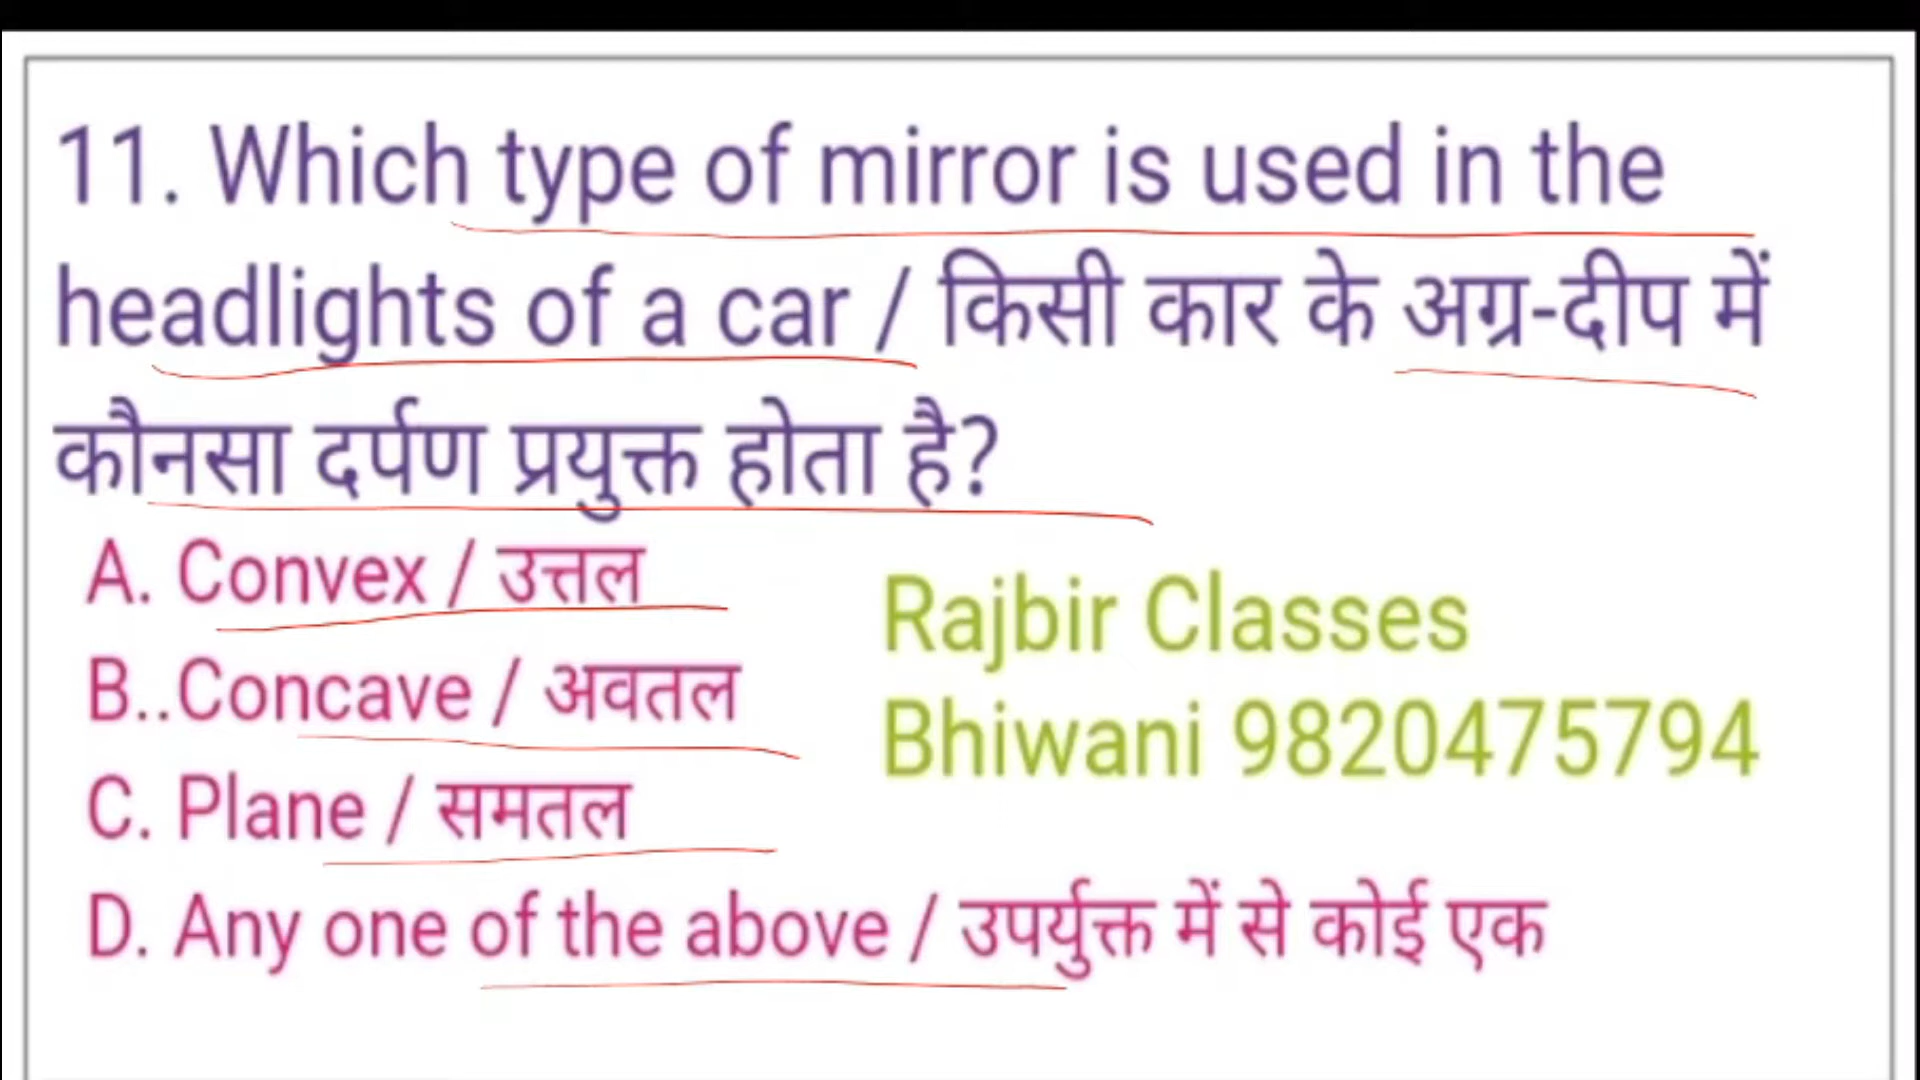 11. Which type of mirror is used in the
headlights of a car / किसी कार के अग्र-दीप में
कौनसा दर्पण प्रयुक्त होता है?
A. Convex / उत्तल
B..Concave / अवतल
C. Plane / समतल
D. Any one of the above / उपर्युक्त में से कोई एक
Rajbir Classes
Bhiwani 9820475794